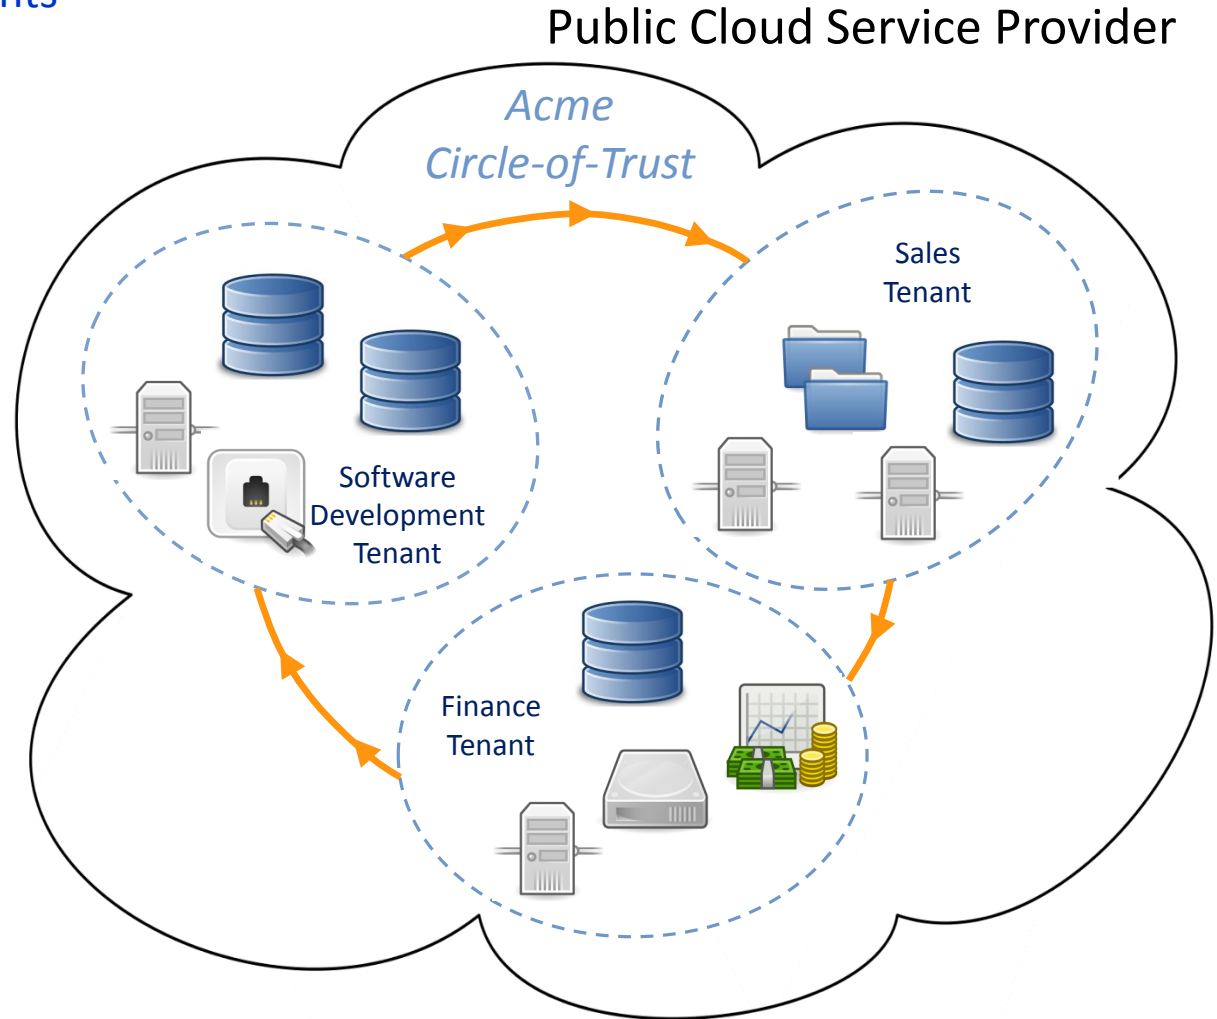 Public Cloud Service Provider
Acme
Circle-of-Trust
Sales
Tenant
Software
Development
Tenant
Finance
Tenant